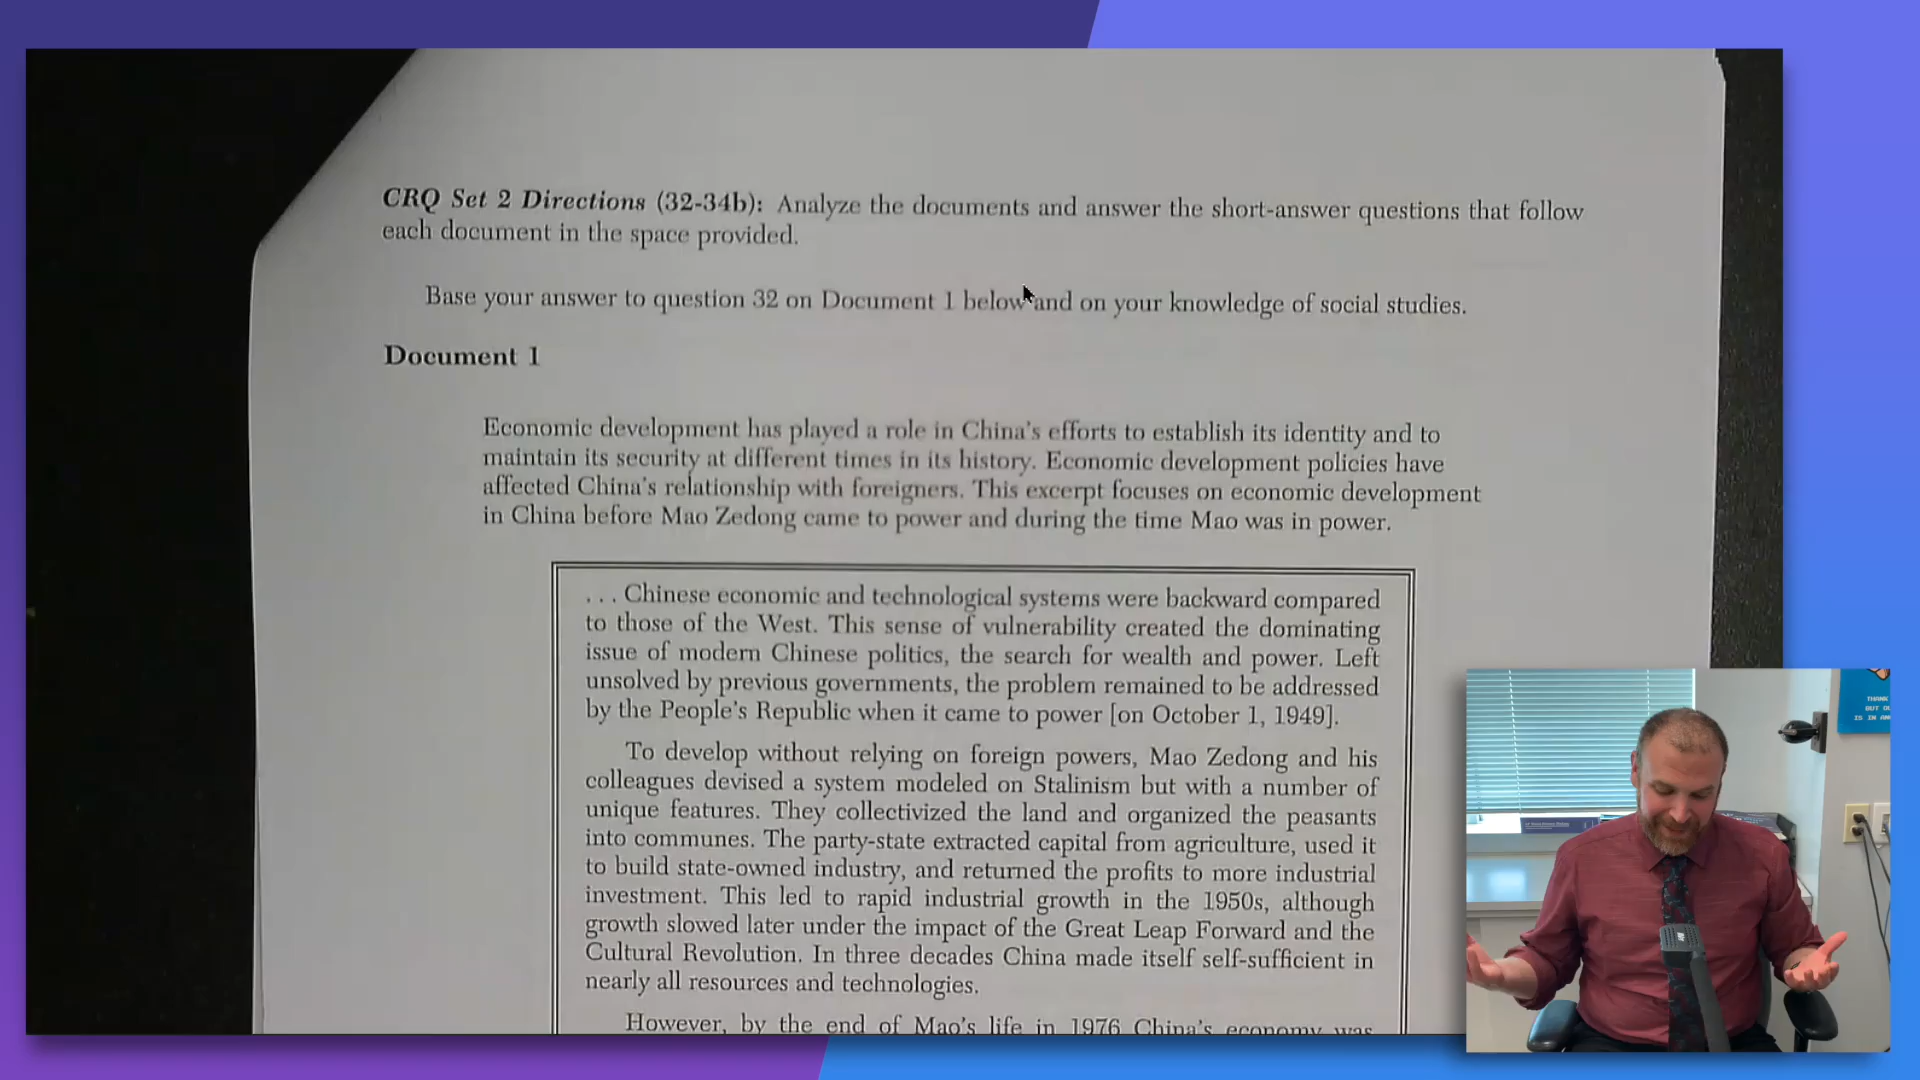 CRQ Set 2 Directions (32-34b): Analyze the documents and answer the short-answer questions that follow
each document in the space provided.
Base your answer to question 32 on Document 1 below and on your knowledge of social studies.
Document 1
Economic development has played a role in China's efforts to establish its identity and to
maintain its security at different times in its history. Economic development policies have
affected China's relationship with foreigners. This excerpt focuses on economic development
in China before Mao Zedong came to power and during the time Mao was in power.
. . . Chinese economic and technological systems were backward compared
to those of the West. This sense of vulnerability created the dominating
issue of modern Chinese politics, the search for wealth and power. Left
unsolved by previous governments, the problem remained to be addressed
by the People's Republic when it came to power [on October 1, 1949].
To develop without relying on foreign powers, Mao Zedong and his
colleagues devised a system modeled on Stalinism but with a number of
unique features. They collectivized the land and organized the peasants
into communes. The party-state extracted capital from agriculture, used it
to build state-owned industry, and returned the profits to more industrial
investment. This led to rapid industrial growth in the 1950s, although
growth slowed later under the impact of the Great Leap Forward and the
Cultural Revolution. In three decades China made itself self-sufficient in
nearly all resources and technologies.
However, by the end of Mao's life in 1976 China's economy was
THANK
BUT OU
IS IN AN